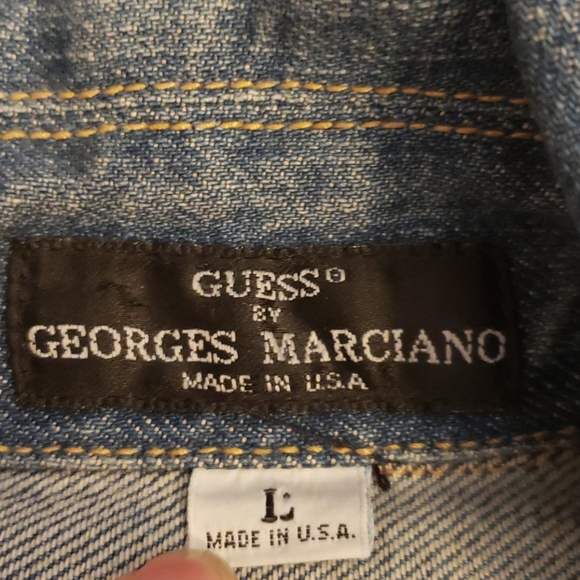 GUESS®
BY
GEORGES MARCIANO
MADE IN U.S.A
L
MADE IN U.S.A.